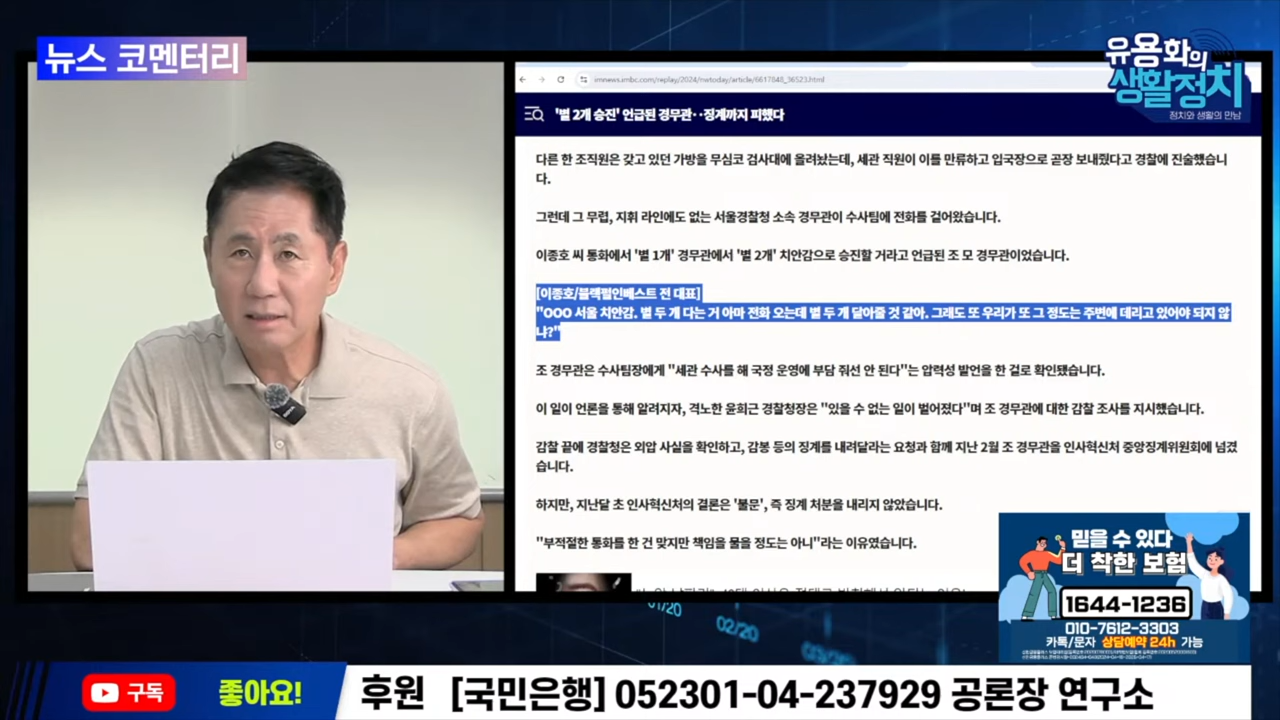 뉴스 코멘터리
유용화의
생활정치
정치와 생활의 만남
imnews.imbc.com/replay/2024/nwtoday/article/6617848_36523.html
'별 2개 승진' 언급된 경무관··징계까지 피했다
다른 한 조직원은 갖고 있던 가방을 무심코 검사대에 올려놨는데, 세관 직원이 이를 만류하고 입국장으로 곧장 보내줬다고 경찰에 진술했습니
다.
그런데 그 무렵, 지휘 라인에도 없는 서울경찰청 소속 경무관이 수사팀에 전화를 걸어왔습니다.
이종호 씨 통화에서 '별 1개' 경무관에서 '별 2개' 치안감으로 승진할 거라고 언급된 조 모 경무관이었습니다.
[이종호/블랙펄인베스트 전 대표]
"OOO 서울 치안감. 별 두 개 다는 거 아마 전화 오는데 별 두 개 달아줄 것 같아. 그래도 또 우리가 또 그 정도는 주변에 데리고 있어야 되지 않
냐?"
조 경무관은 수사팀장에게 "세관 수사를 해 국정 운영에 부담 줘선 안 된다"는 압력성 발언을 한 걸로 확인됐습니다.
이 일이 언론을 통해 알려지자, 격노한 윤희근 경찰청장은 "있을 수 없는 일이 벌어졌다"며 조 경무관에 대한 감찰 조사를 지시했습니다.
감찰 끝에 경찰청은 외압 사실을 확인하고, 감봉 등의 징계를 내려달라는 요청과 함께 지난 2월 조 경무관을 인사혁신처 중앙징계위원회에 넘겼
습니다.
하지만, 지난달 초 인사혁신처의 결론은 '불문', 즉 징계 처분을 내리지 않았습니다.
"부적절한 통화를 한 건 맞지만 책임을 물을 정도는 아니"라는 이유였습니다.
믿을 수 있다
더 착한 보험
1644-1236
010-7612-3303
카톡/문자 상담예약 24h 가능
01/20
02/20
구독
좋아요!
후원 [국민은행] 052301-04-237929 공론장 연구소